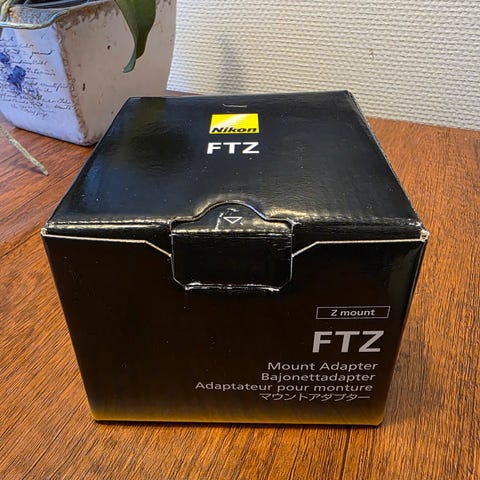 Nikon
FTZ
Z mount
FTZ
Mount Adapter
Bajonettadapter
Adaptateur pour monture
マウントアダプター